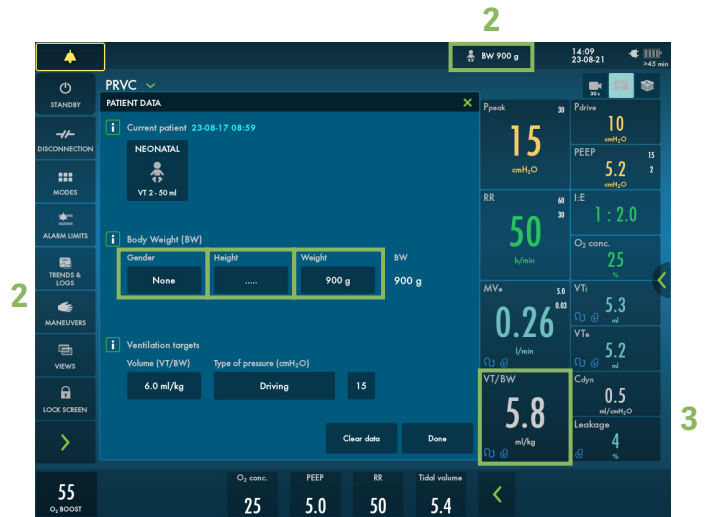 2
BW 900 g
14:09
23-08-21
>45 min
STANDBY
DISCONNECTION
MODES
ALARM LIMITS
TRENDS &
LOGS
MANEUVERS
VIEWS
LOCK SCREEN
2
PRVC
PATIENT DATA
Current patient 23-08-17 08:59
NEONATAL
VT 2 - 50 ml
Body Weight (BW)
Gender Height Weight BW
None ..... 900 g 900 g
Ventilation targets
Volume (VT/BW) Type of pressure (cmH₂O)
6.0 ml/kg Driving 15
Clear data Done
30 s
Ppeak 30
15
cmH₂O
Pdrive
10
cmH₂O
PEEP 15
5.2 2
cmH₂O
RR 60
30
50
b/min
I:E
1 : 2.0
O₂ conc.
25
%
MVe 5.0
0.03
0.26
l/min
VTi
5.3
ml
VTe
5.2
ml
VT/BW
5.8
ml/kg
Cdyn
0.5
ml/cmH₂O
Leakage
4
%
3
55
O₂ BOOST
O₂ conc. PEEP RR Tidal volume
25 5.0 50 5.4